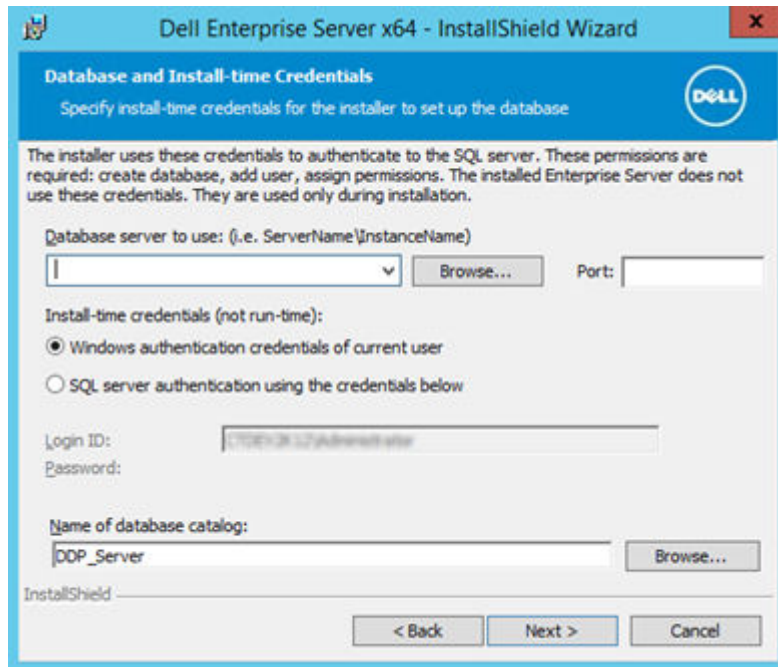 Dell Enterprise Server x64 - InstallShield Wizard
x
Database and Install-time Credentials
Specify install-time credentials for the installer to set up the database
DELL
The installer uses these credentials to authenticate to the SQL server. These permissions are
required: create database, add user, assign permissions. The installed Enterprise Server does not
use these credentials. They are used only during installation.
Database server to use: (i.e. ServerName\InstanceName)
Browse... Port:
Install-time credentials (not run-time):
Windows authentication credentials of current user
SQL server authentication using the credentials below
Login ID:
Password:
Name of database catalog:
DDP_Server Browse...
InstallShield
< Back Next > Cancel